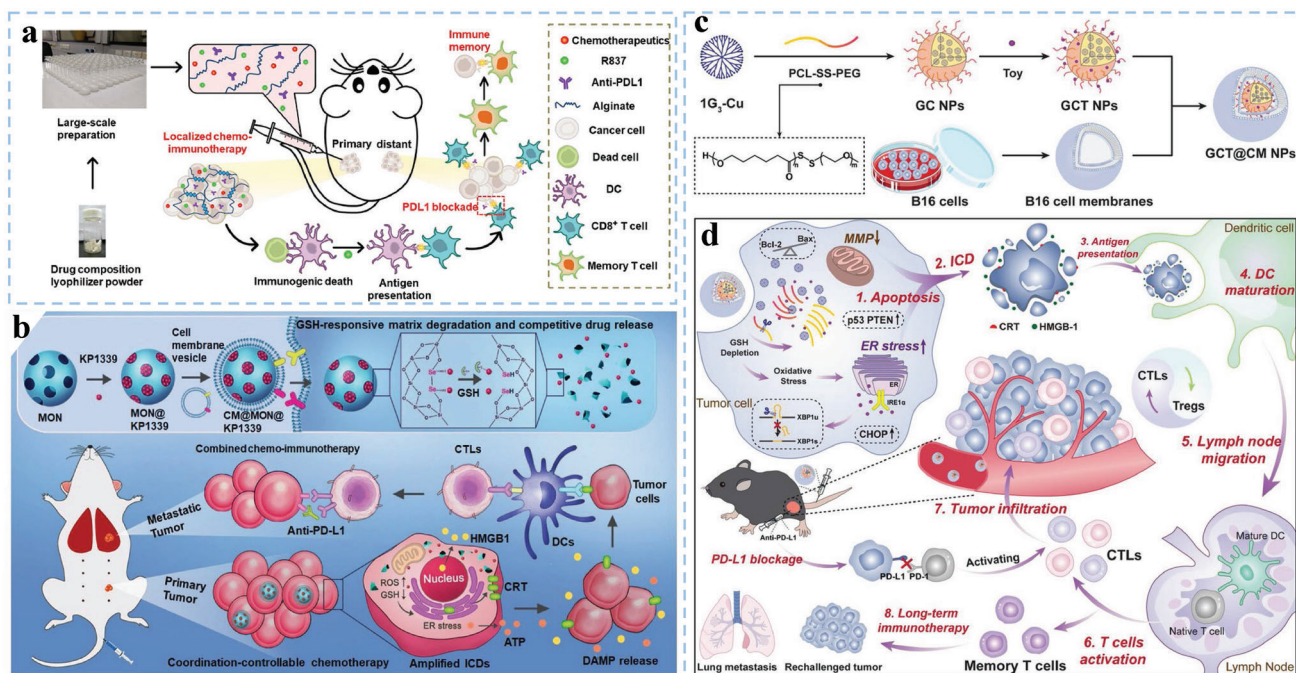 a
Large-scale
preparation
Drug composition
lyophilizer powder
Localized chemo-
immunotherapy
Primary distant
Immune
memory
PDL1 blockade
Immunogenic death
Antigen
presentation
Chemotherapeutics
R837
Anti-PDL1
Alginate
Cancer cell
Dead cell
DC
CD8+ T cell
Memory T cell
b
GSH-responsive matrix degradation and competitive drug release
MON
KP1339
MON@
KP1339
Cell
membrane
vesicle
CM@MON@
KP1339
Se
Se
GSH
SeH
SeH
Combined chemo-immunotherapy
CTLs
Tumor
cells
Metastatic
Tumor
Anti-PD-L1
DCs
HMGB1
Primary
Tumor
Nucleus
ROS↑
GSH↓
CRT
ER stress
ATP
Coordination-controllable chemotherapy
Amplified ICDs
DAMP release
c
1G3-Cu
PCL-SS-PEG
GC NPs
Toy
GCT NPs
GCT@CM NPs
H
O
O
n
S
S
O
m
B16 cells
B16 cell membranes
d
Bcl-2
Bax
MMP↓
1. Apoptosis
p53 PTEN↑
GSH
Depletion
Oxidative
Stress
ER stress↑
ER
IRE1α
XBP1u
XBP1s
CHOP↑
Tumor cell
2. ICD
CRT
HMGB-1
3. Antigen
presentation
Dendritic cell
4. DC
maturation
CTLs
Tregs
5. Lymph node
migration
7. Tumor infiltration
Anti-PD-L1
PD-L1 blockage
PD-L1
PD-1
Activating
CTLs
Mature DC
Native T cell
Lymph Node
6. T cells
activation
Memory T cells
8. Long-term
immunotherapy
Rechallenged tumor
Lung metastasis